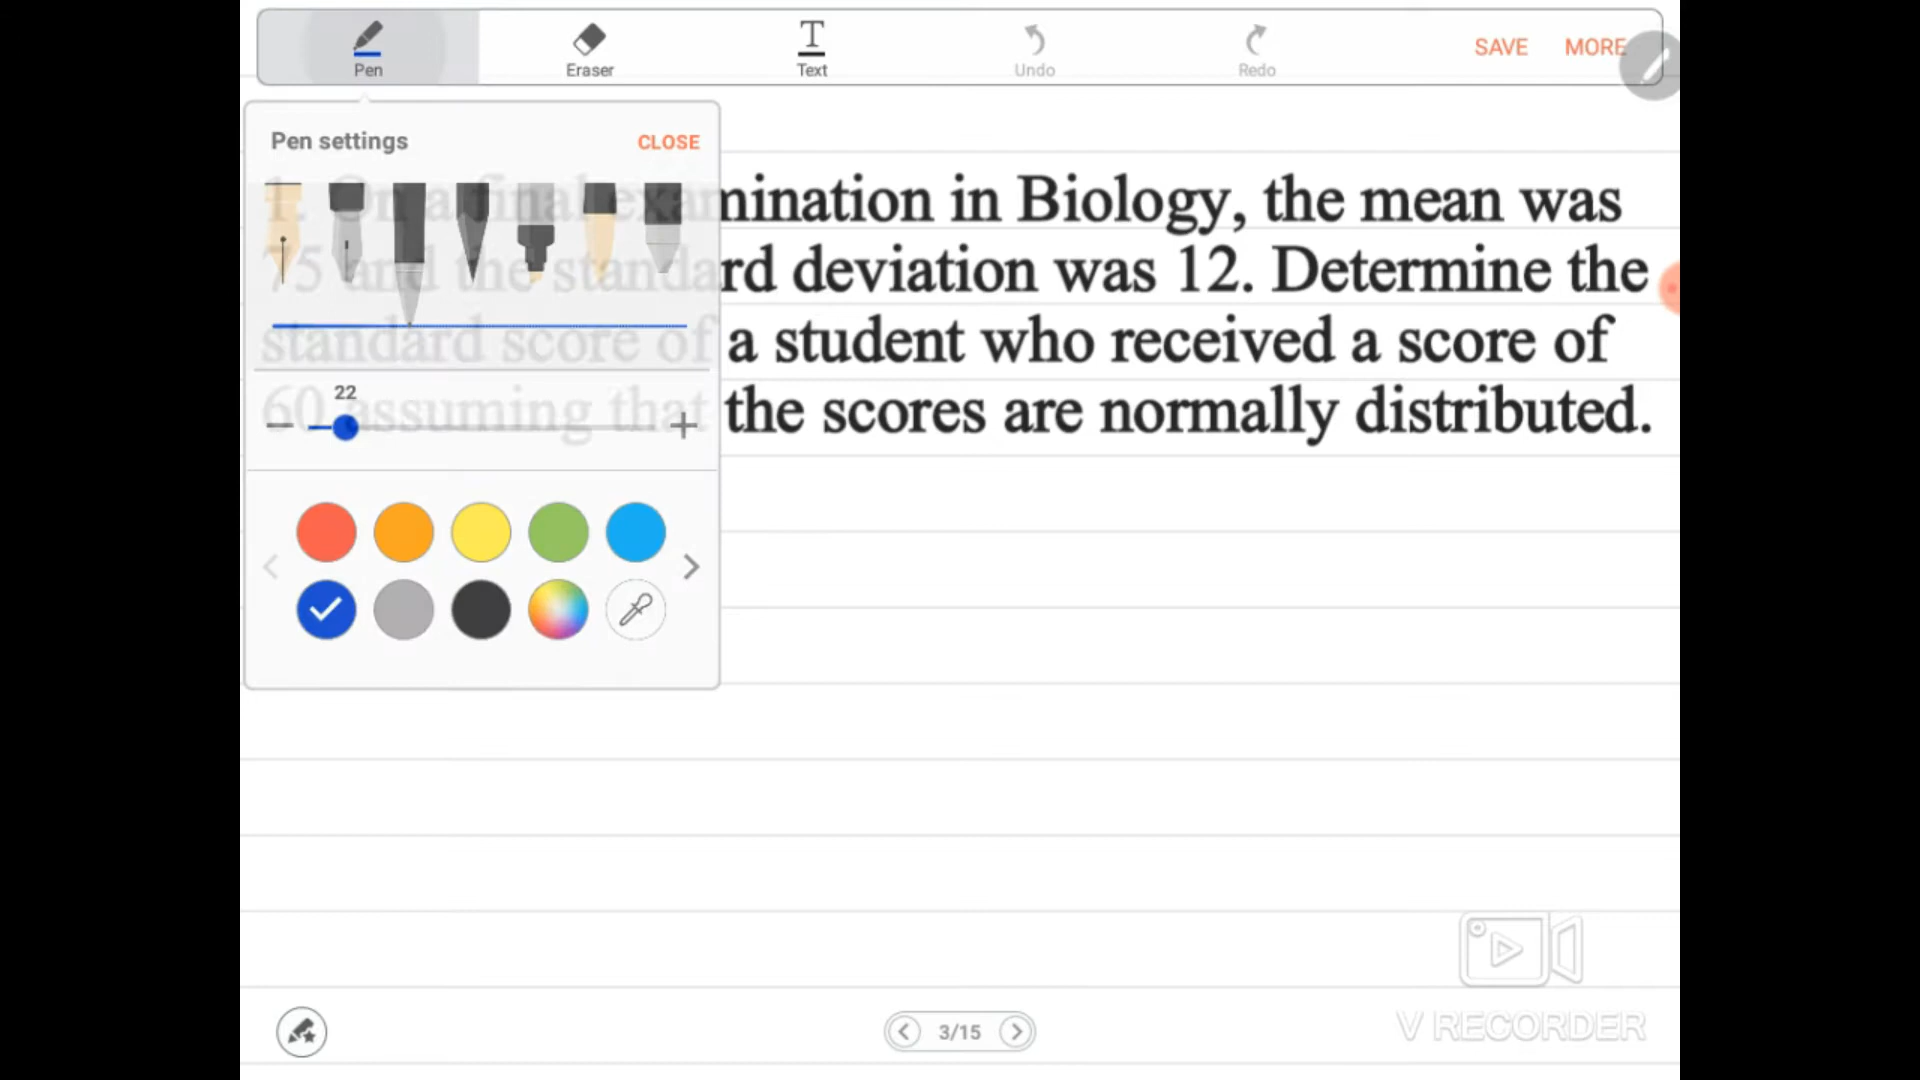 Pen
Eraser
T
Text
Undo
Redo
SAVE
MORE
Pen settings
CLOSE
1. On a final examination in Biology, the mean was
75 and the standard deviation was 12. Determine the
standard score of a student who received a score of
60 assuming that the scores are normally distributed.
22
3/15
V RECORDER